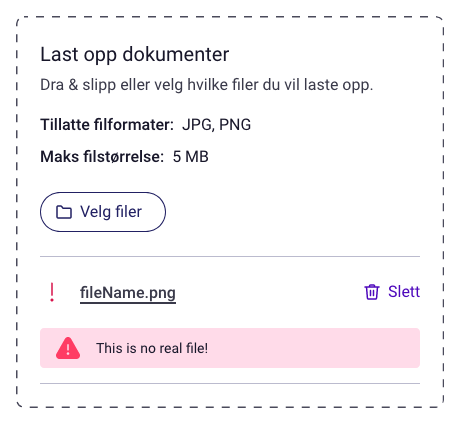 Last opp dokumenter
Dra & slipp eller velg hvilke filer du vil laste opp.
Tillatte filformater: JPG, PNG
Maks filstørrelse: 5 MB
Velg filer
fileName.png Slett
This is no real file!